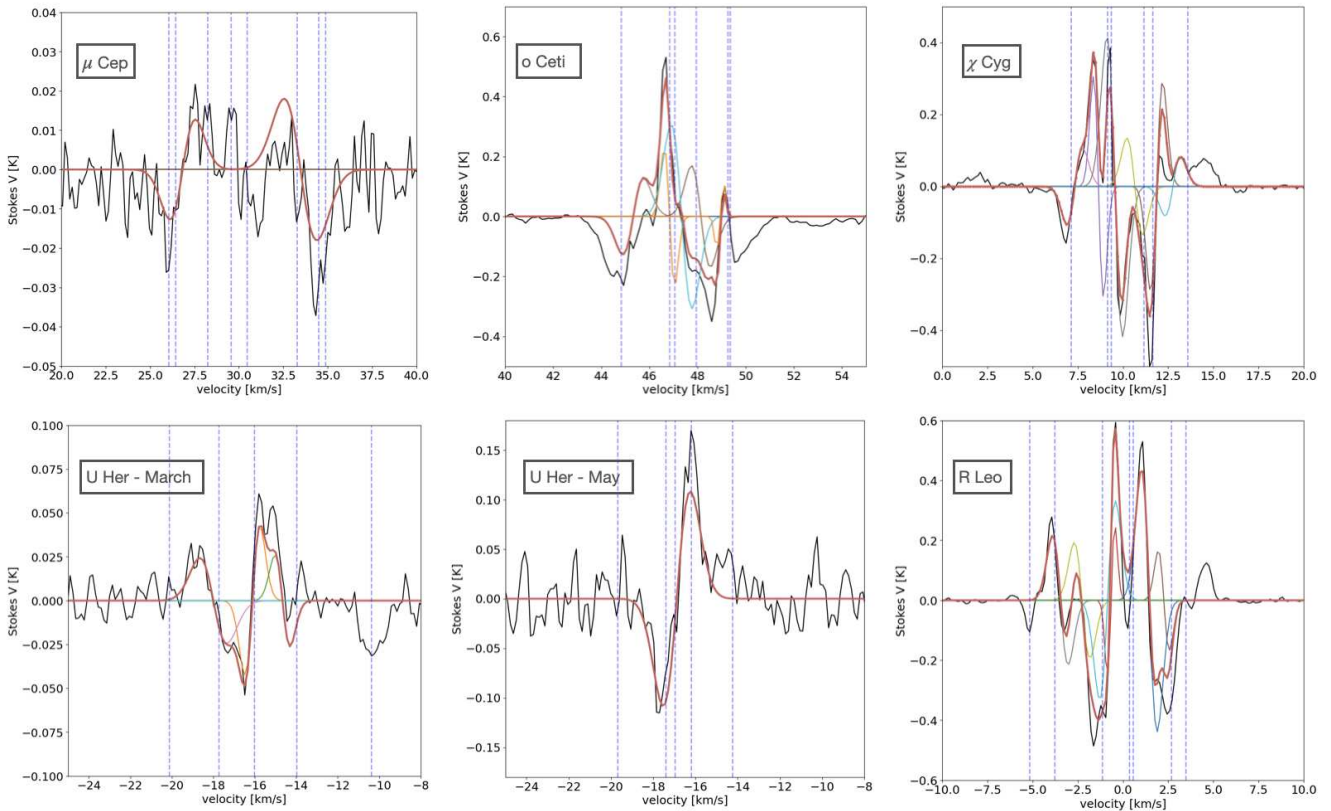 μ Cep
Stokes V [K]
0.04
0.03
0.02
0.01
0.00
−0.01
−0.02
−0.03
−0.04
−0.05
20.0 22.5 25.0 27.5 30.0 32.5 35.0 37.5 40.0
velocity [km/s]
o Ceti
Stokes V [K]
0.6
0.4
0.2
0.0
−0.2
−0.4
40 42 44 46 48 50 52 54
velocity [km/s]
χ Cyg
Stokes V [K]
0.4
0.2
0.0
−0.2
−0.4
0.0 2.5 5.0 7.5 10.0 12.5 15.0 17.5 20.0
velocity [km/s]
U Her - March
Stokes V [K]
0.100
0.075
0.050
0.025
0.000
−0.025
−0.050
−0.075
−0.100
−24 −22 −20 −18 −16 −14 −12 −10 −8
velocity [km/s]
U Her - May
Stokes V [K]
0.15
0.10
0.05
0.00
−0.05
−0.10
−0.15
−24 −22 −20 −18 −16 −14 −12 −10 −8
velocity [km/s]
R Leo
Stokes V [K]
0.6
0.4
0.2
0.0
−0.2
−0.4
−0.6
−10.0 −7.5 −5.0 −2.5 0.0 2.5 5.0 7.5 10.0
velocity [km/s]